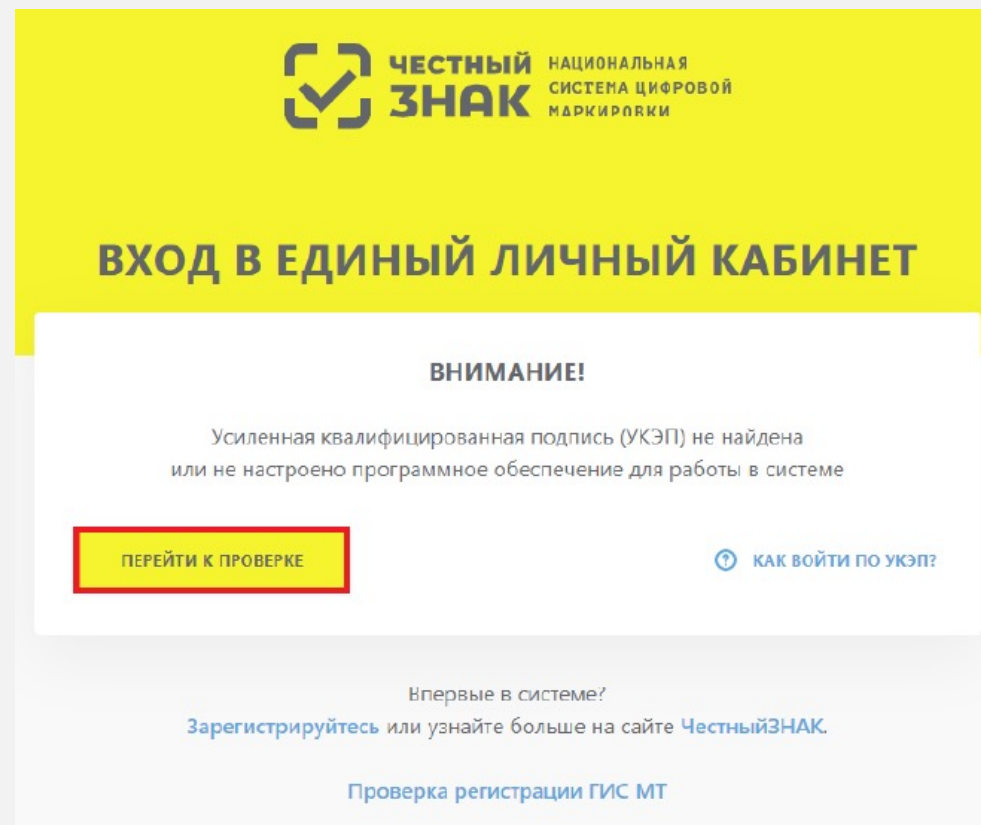 ЧЕСТНЫЙ
ЗНАК
НАЦИОНАЛЬНАЯ
СИСТЕМА ЦИФРОВОЙ
МАРКИРОВКИ
ВХОД В ЕДИНЫЙ ЛИЧНЫЙ КАБИНЕТ
ВНИМАНИЕ!
Усиленная квалифицированная подпись (УКЭП) не найдена
или не настроено программное обеспечение для работы в системе
ПЕРЕЙТИ К ПРОВЕРКЕ
КАК ВОЙТИ ПО УКЭП?
Впервые в системе?
Зарегистрируйтесь или узнайте больше на сайте ЧестныйЗНАК.
Проверка регистрации ГИС МТ